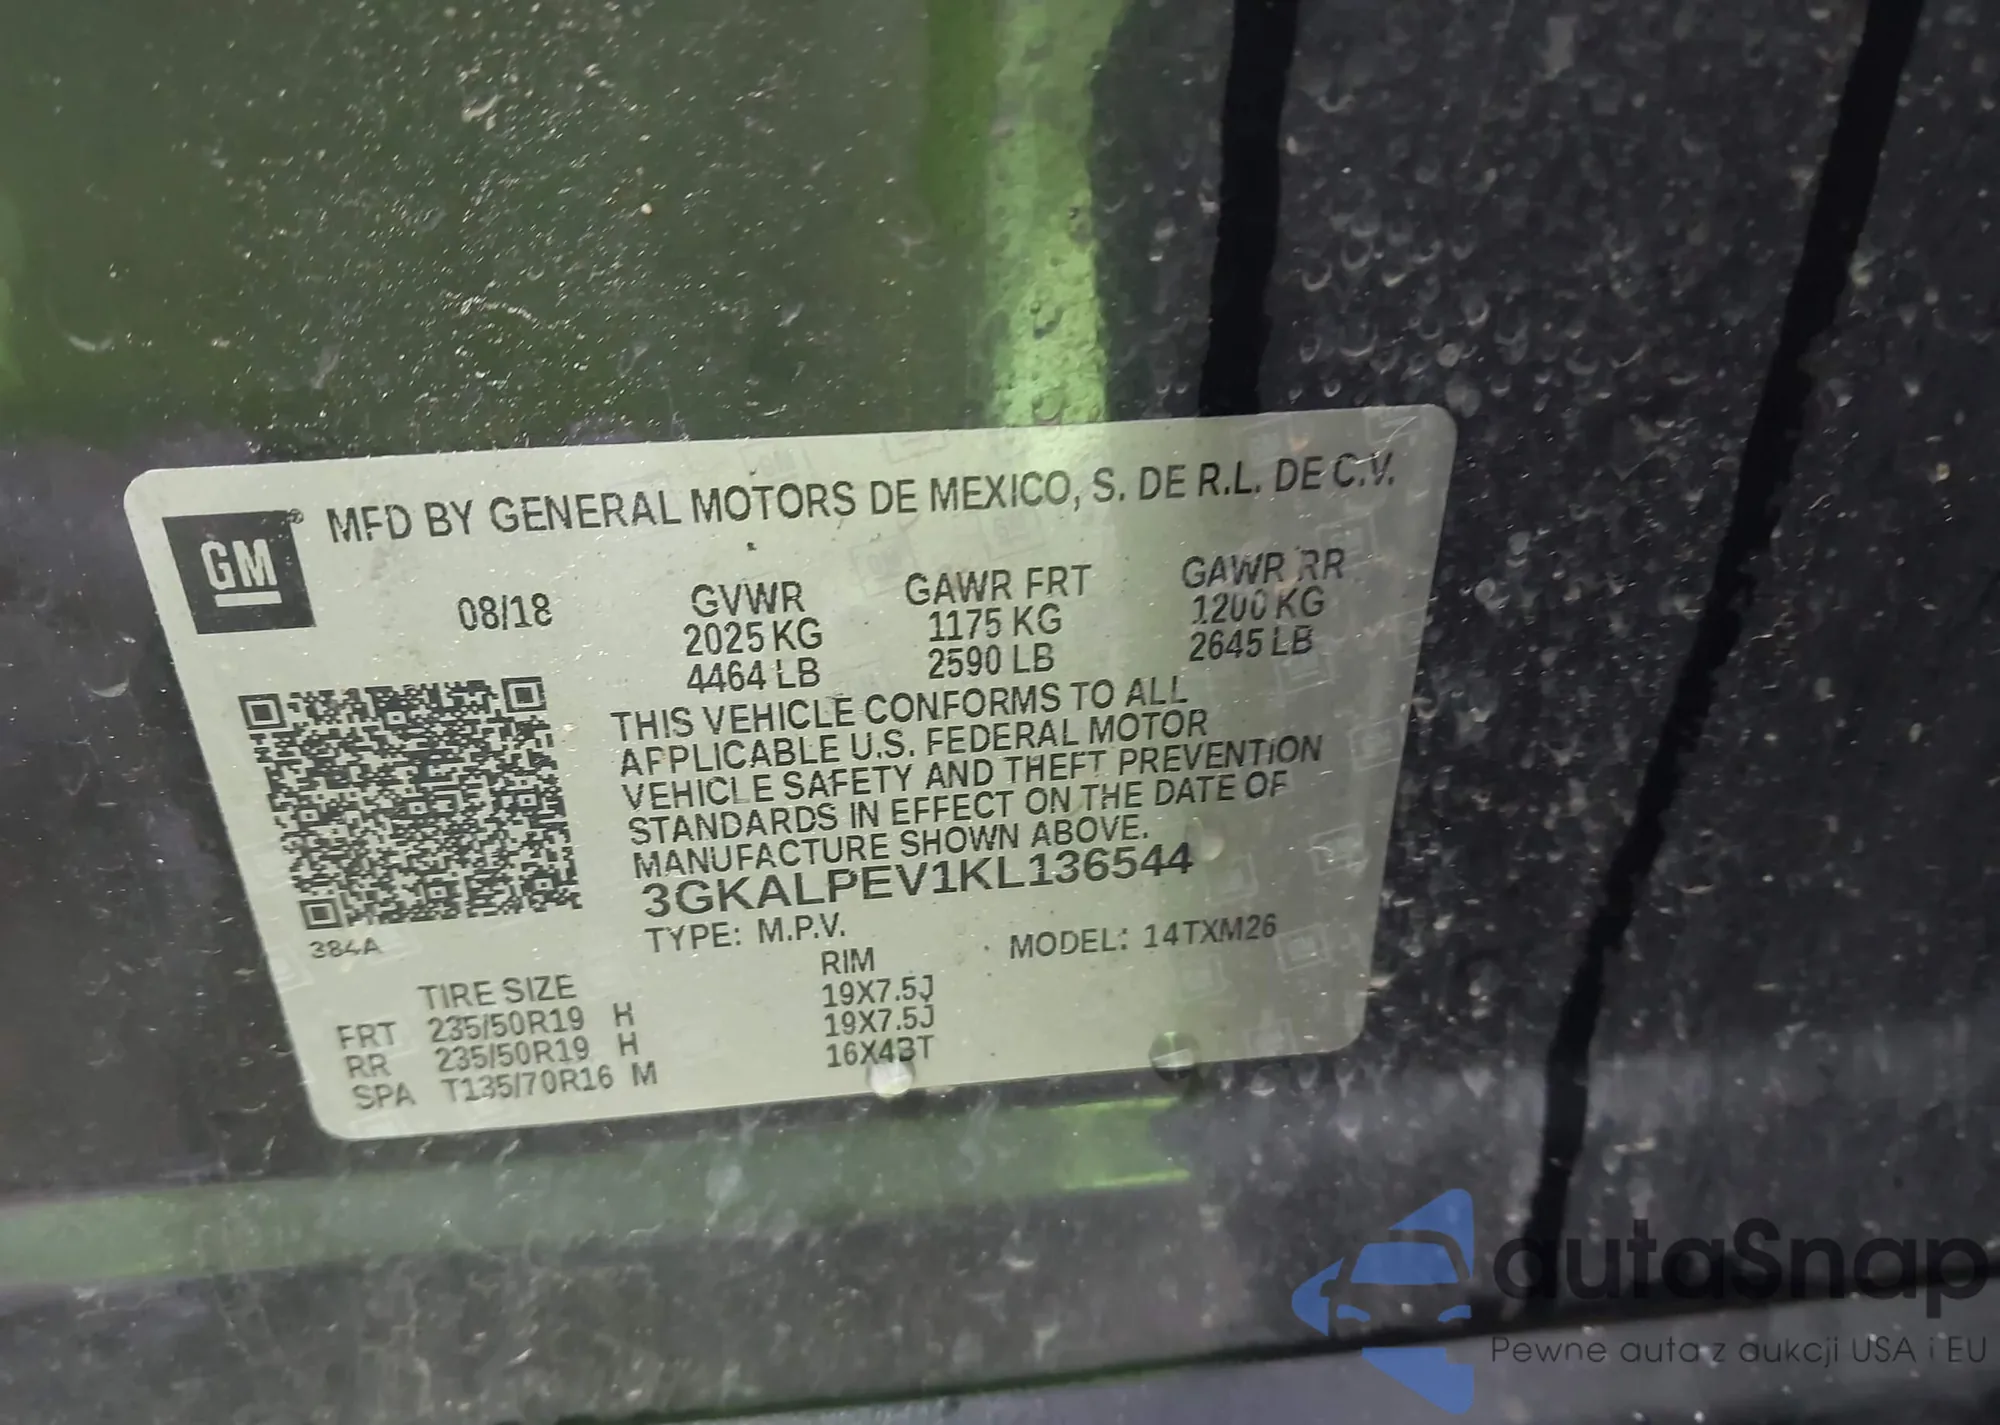 GM® MFD BY GENERAL MOTORS DE MEXICO, S. DE R.L. DE C.V.
08/18 GVWR GAWR FRT GAWR RR
2025 KG 1175 KG 1200 KG
4464 LB 2590 LB 2645 LB
THIS VEHICLE CONFORMS TO ALL
APPLICABLE U.S. FEDERAL MOTOR
VEHICLE SAFETY AND THEFT PREVENTION
STANDARDS IN EFFECT ON THE DATE OF
MANUFACTURE SHOWN ABOVE.
3GKALPEV1KL136544
384A TYPE: M.P.V. MODEL: 14TXM26
TIRE SIZE RIM
FRT 235/50R19 H 19X7.5J
RR 235/50R19 H 19X7.5J
SPA T135/70R16 M 16X4BT
autaSnap
Pewne auta z aukcji USA i EU